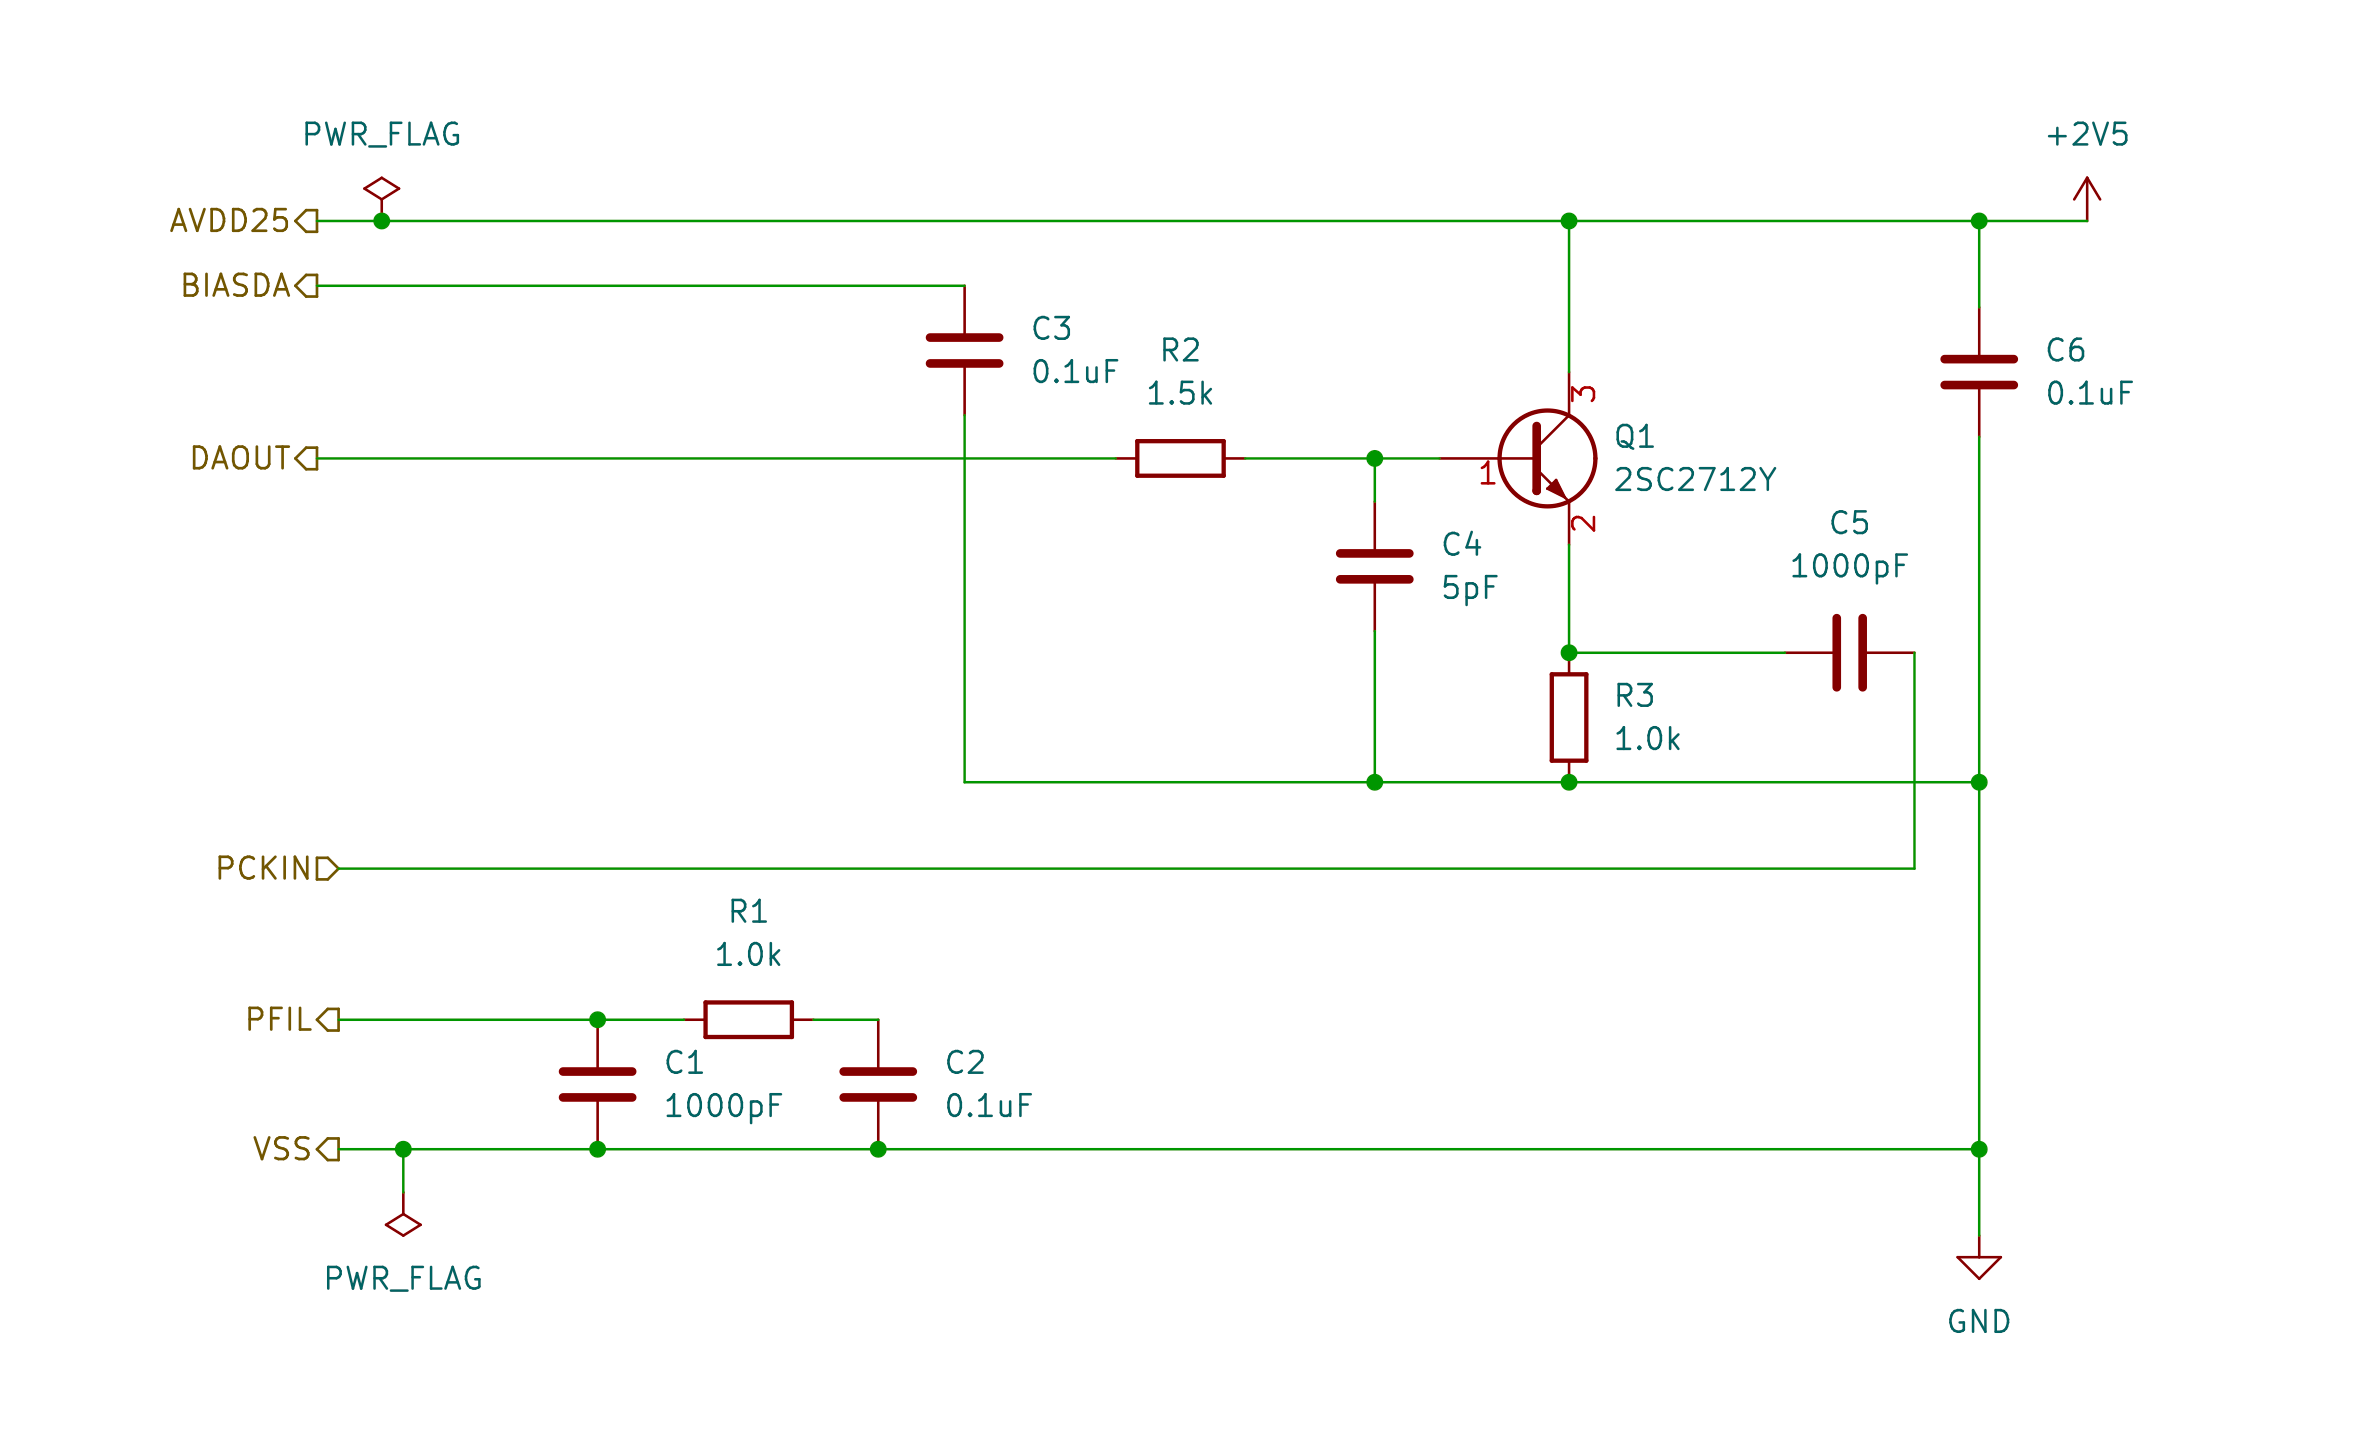 PWR_FLAG
+2V5
AVDD25
BIASDA
C3
0.1uF
R2
1.5k
C6
0.1uF
3
Q1
2SC2712Y
DAOUT
1
2
C5
1000pF
C4
5pF
R3
1.0k
PCKIN
R1
1.0k
PFIL
C1
1000pF
C2
0.1uF
VSS
PWR_FLAG
GND